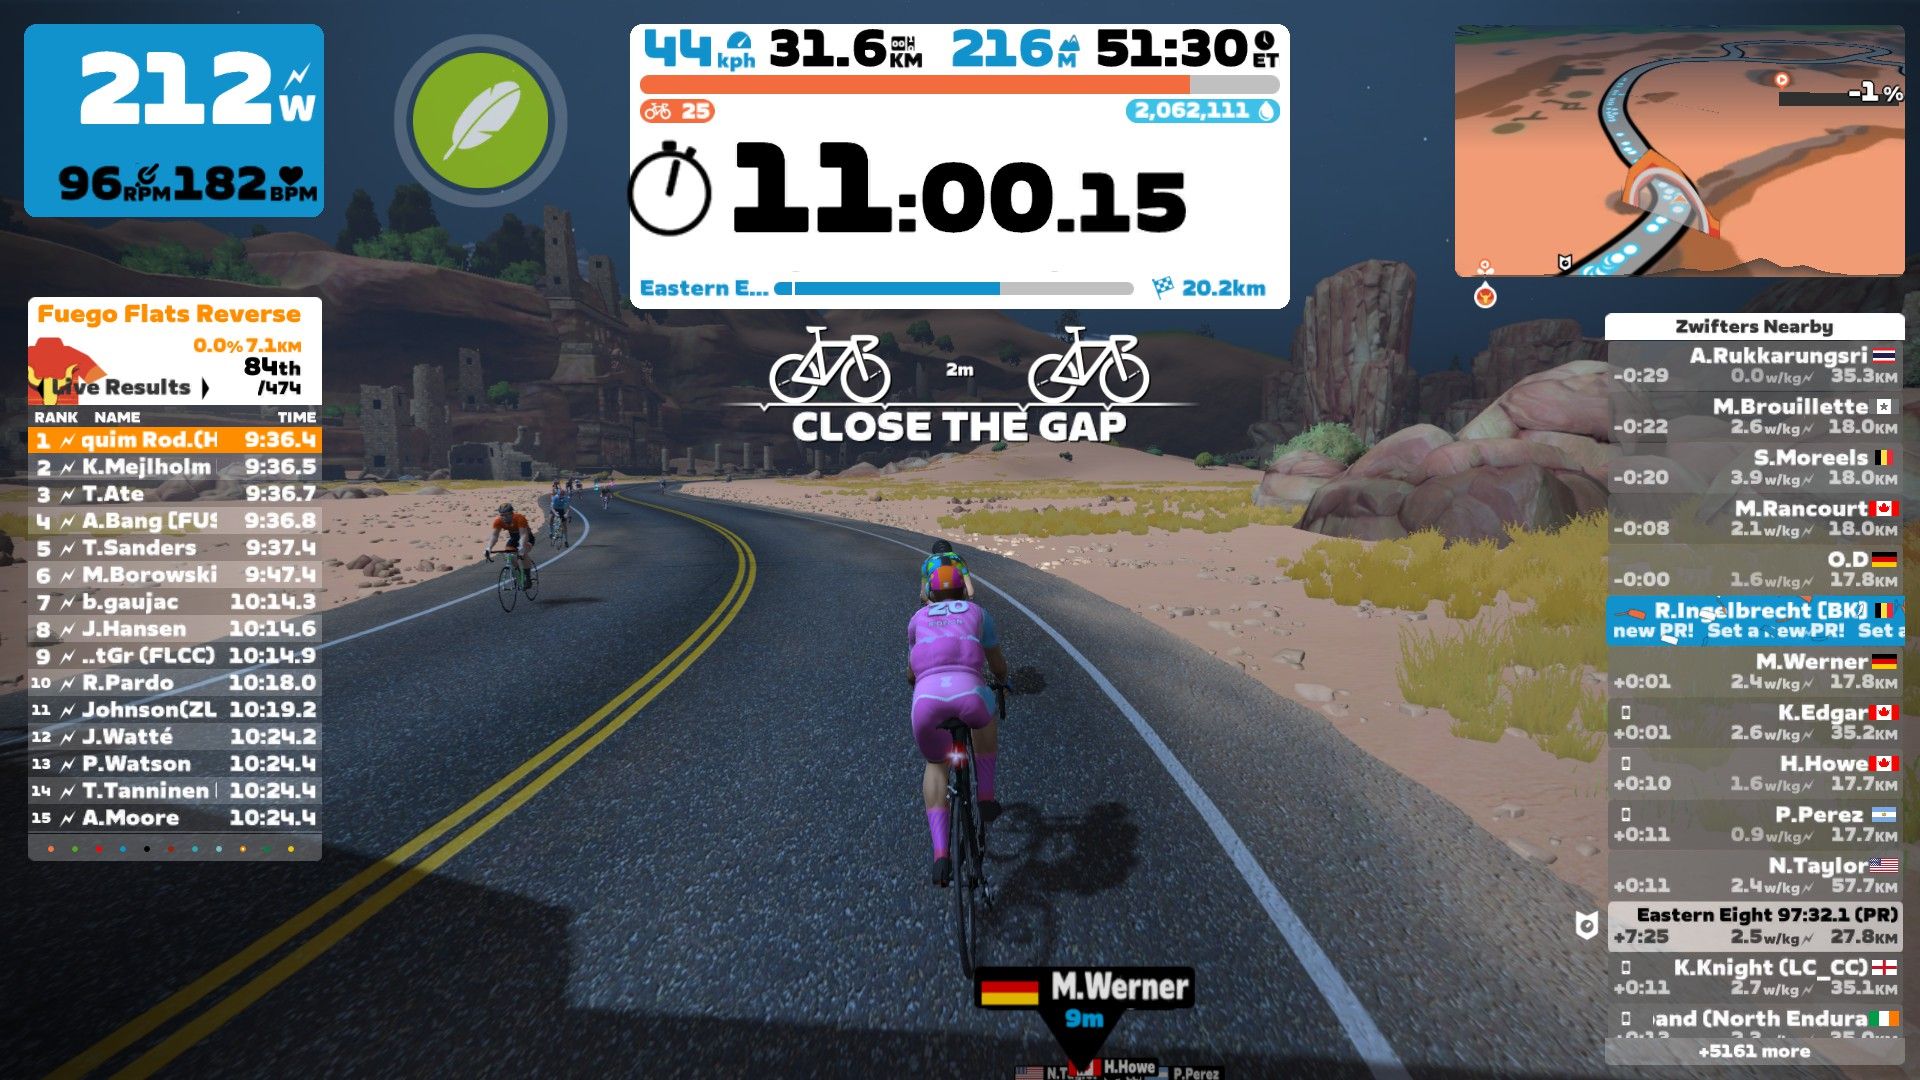 212W
96RPM 182BPM
44kph 31.6KM 216M 51:30ET
25 2,062,111
11:00.15
Eastern E... 20.2km
-1%
2m
CLOSE THE GAP
Fuego Flats Reverse
0.0% 7.1KM
84th
/474
Live Results
RANK NAME TIME
1 quim Rod.(H 9:36.4
2 K.Mejlholm 9:36.5
3 T.Ate 9:36.7
4 A.Bang (FUS 9:36.8
5 T.Sanders 9:37.4
6 M.Borowski 9:47.4
7 b.gaujac 10:14.3
8 J.Hansen 10:14.6
9 ..tGr (FLCC) 10:14.9
10 R.Pardo 10:18.0
11 Johnson(ZL 10:19.2
12 J.Watté 10:24.2
13 P.Watson 10:24.4
14 T.Tanninen 10:24.4
15 A.Moore 10:24.4
Zwifters Nearby
A.Rukkarungsri
-0:29 0.0w/kg 35.3KM
M.Brouillette
-0:22 2.6w/kg 18.0KM
S.Moreels
-0:20 3.9w/kg 18.0KM
M.Rancourt
-0:08 2.1w/kg 18.0KM
O.D
-0:00 1.6w/kg 17.8KM
R.Ingelbrecht (BK)
new PR! Set a new PR! Set a
M.Werner
+0:01 2.4w/kg 17.8KM
K.Edgar
+0:01 2.6w/kg 35.2KM
H.Howe
+0:10 1.6w/kg 17.7KM
P.Perez
+0:11 0.9w/kg 17.7KM
N.Taylor
+0:11 2.4w/kg 57.7KM
Eastern Eight 97:32.1 (PR)
+7:25 2.5w/kg 27.8KM
K.Knight (LC_CC)
+0:11 2.7w/kg 35.1KM
and (North Endura
+5161 more
ZO
M.Werner
9m
H.Howe
P.Perez